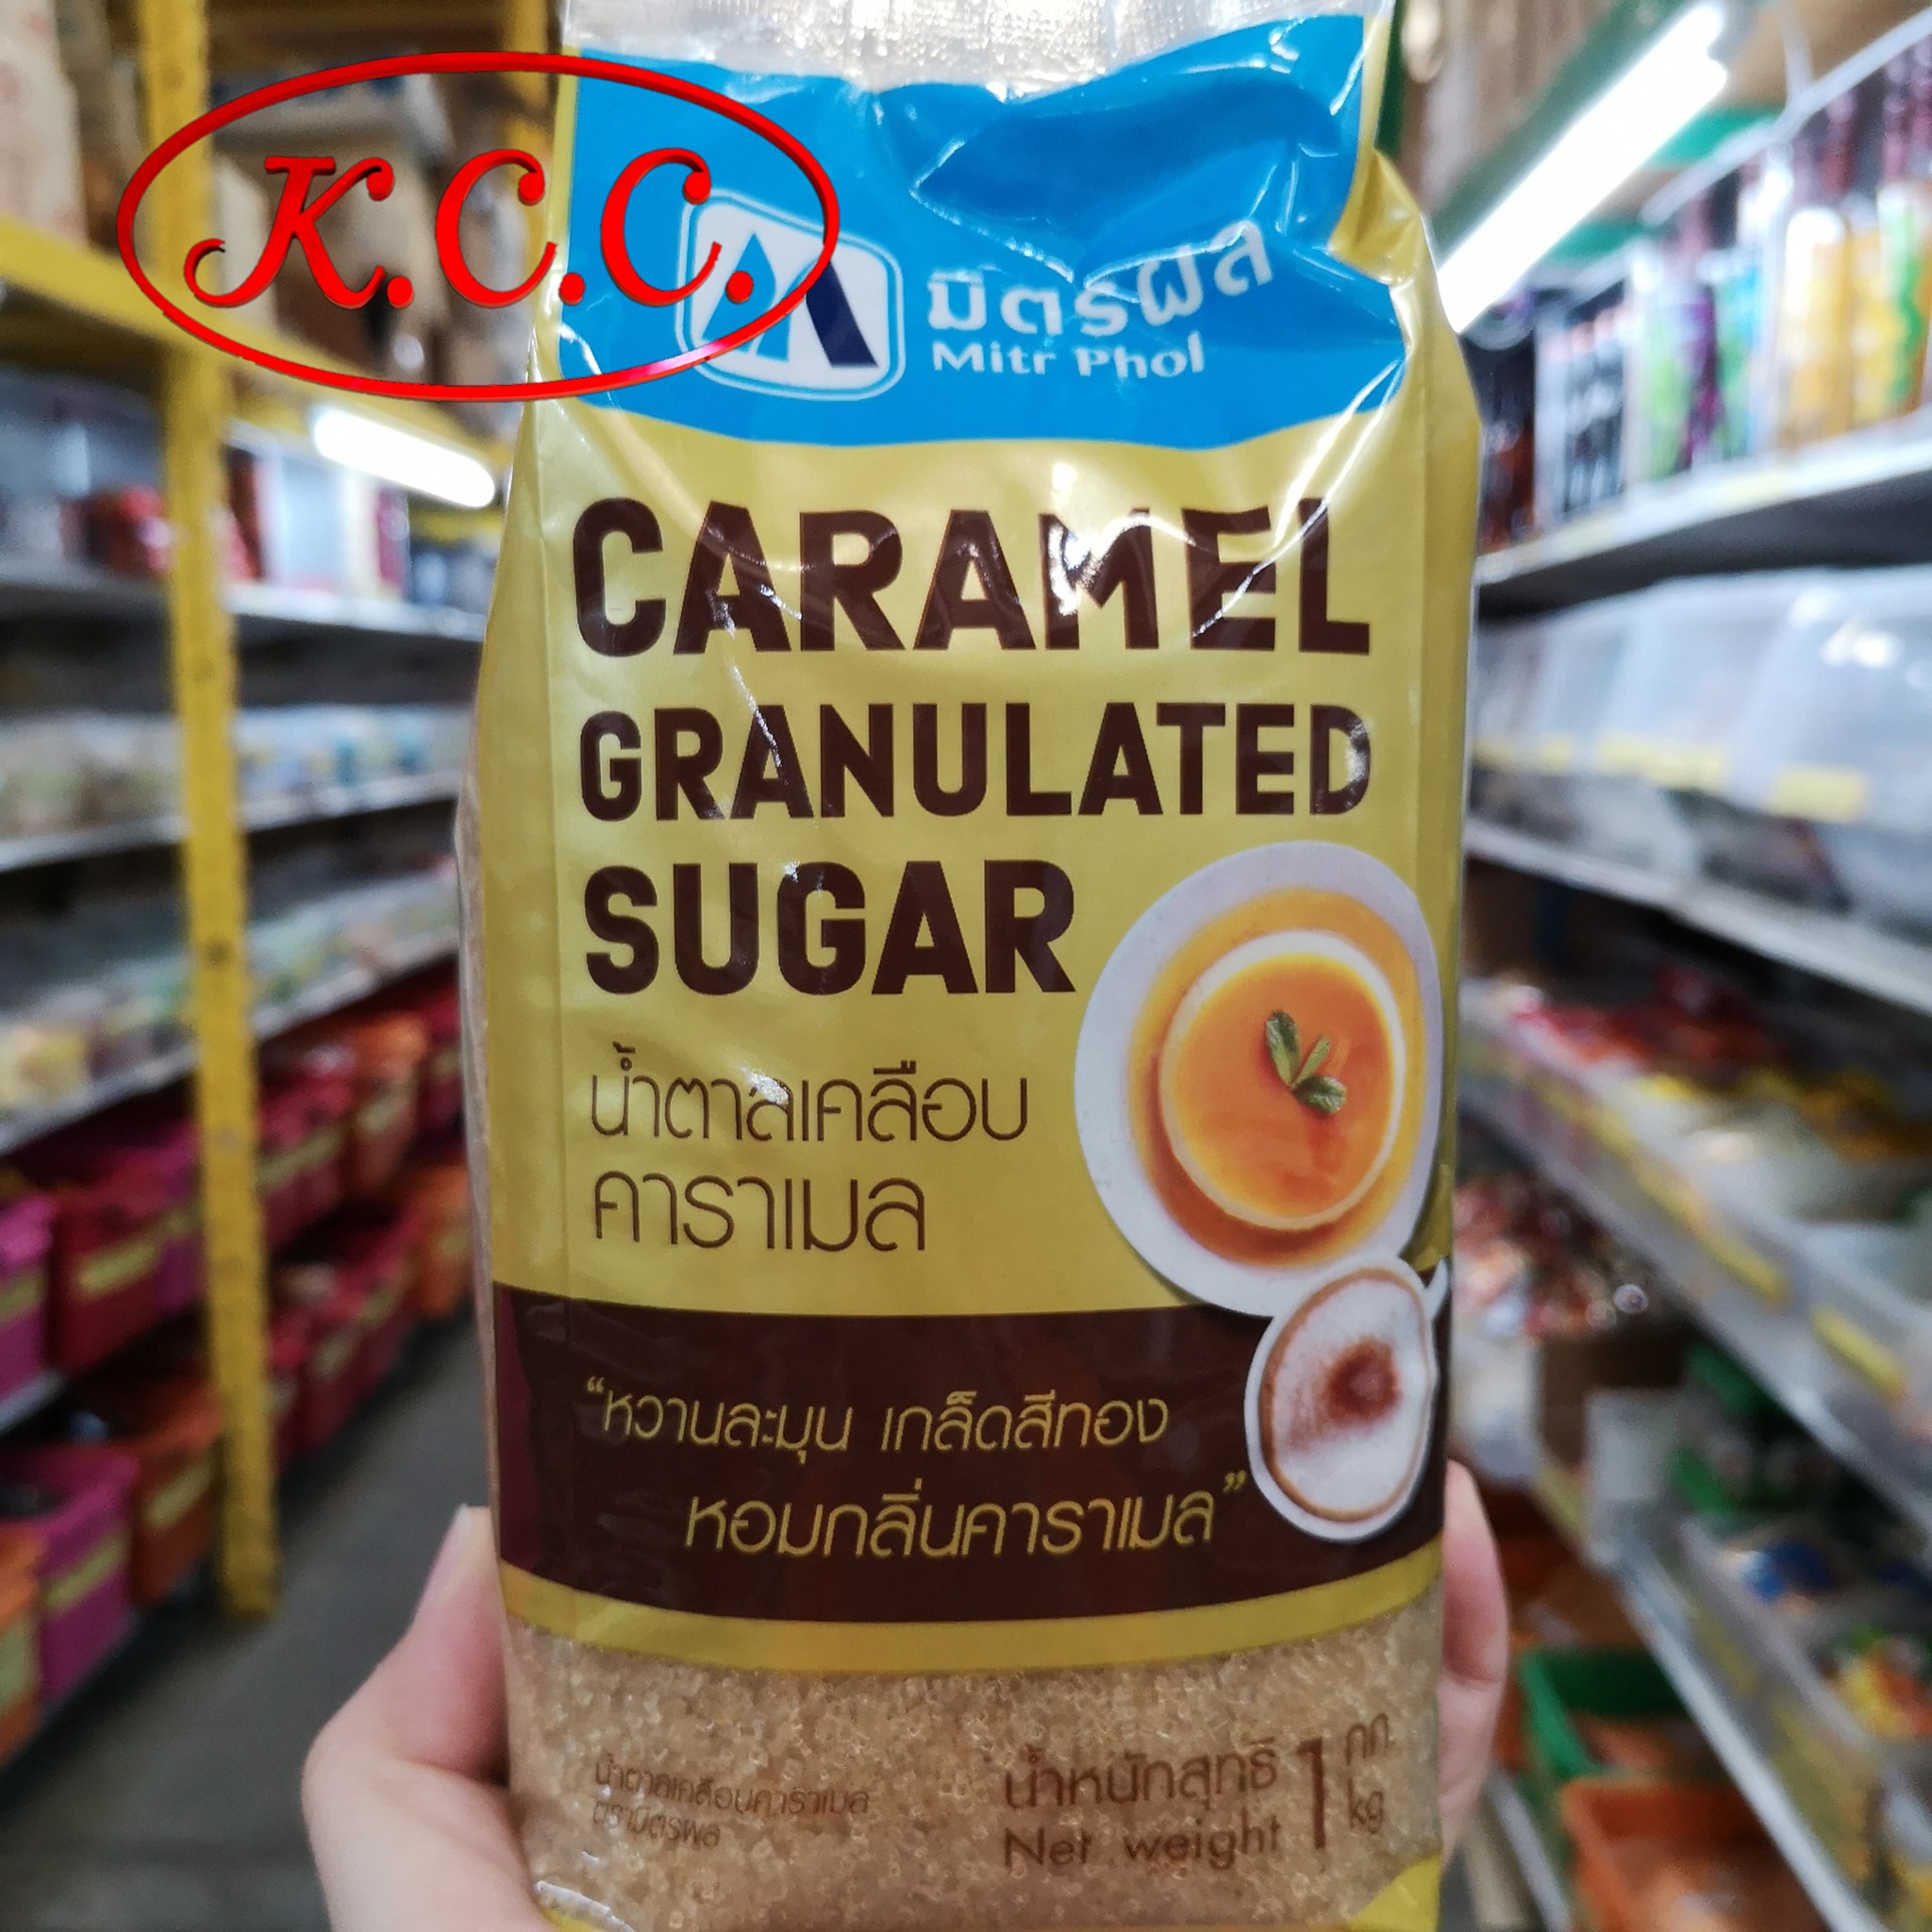 K.C.C.
มิตรผล
Mitr Phol
CARAMEL
GRANULATED
SUGAR
น้ำตาลเคลือบ
คาราเมล
“หวานละมุน เกล็ดสีทอง
หอมกลิ่นคาราเมล”
น้ำตาลเคลือบคาราเมล
ตรามิตรผล
น้ำหนักสุทธิ 1 กก.
Net weight kg